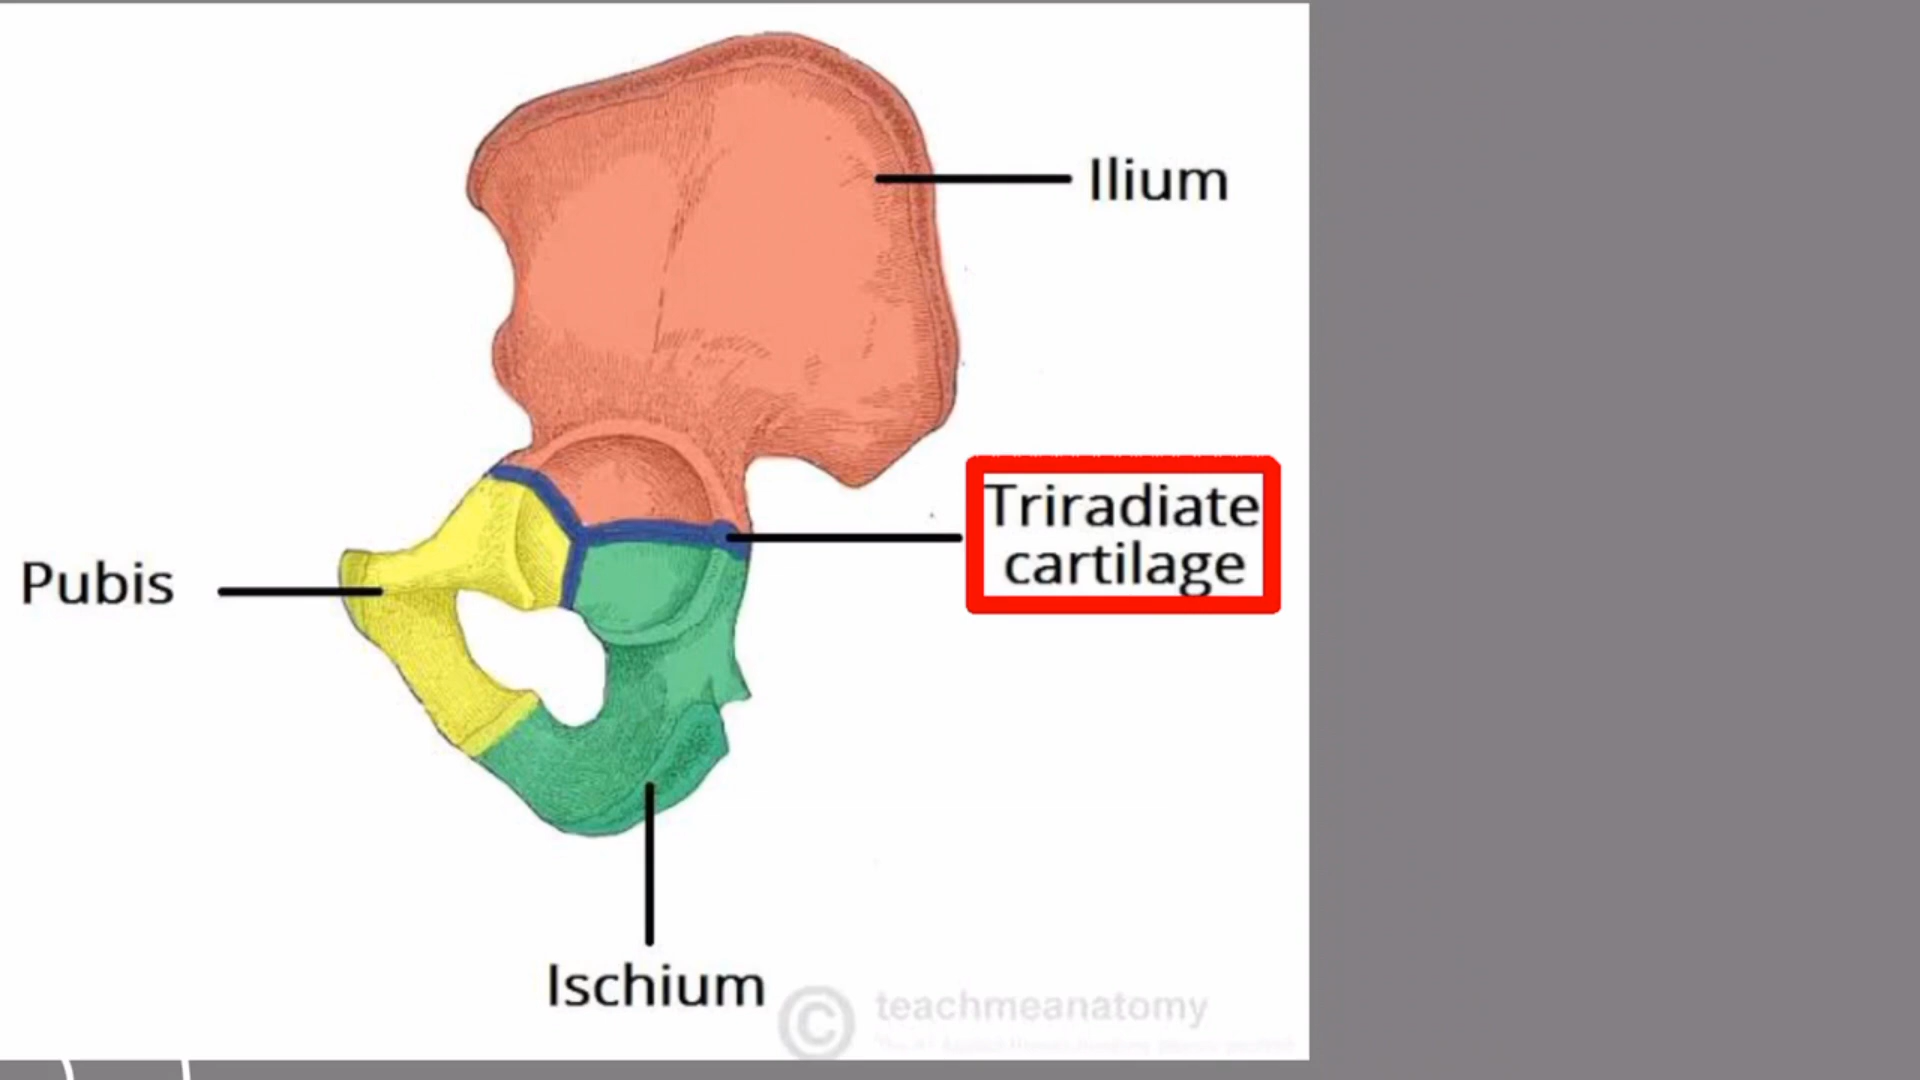 Ilium
Triradiate
cartilage
Pubis
Ischium
© teachmeanatomy